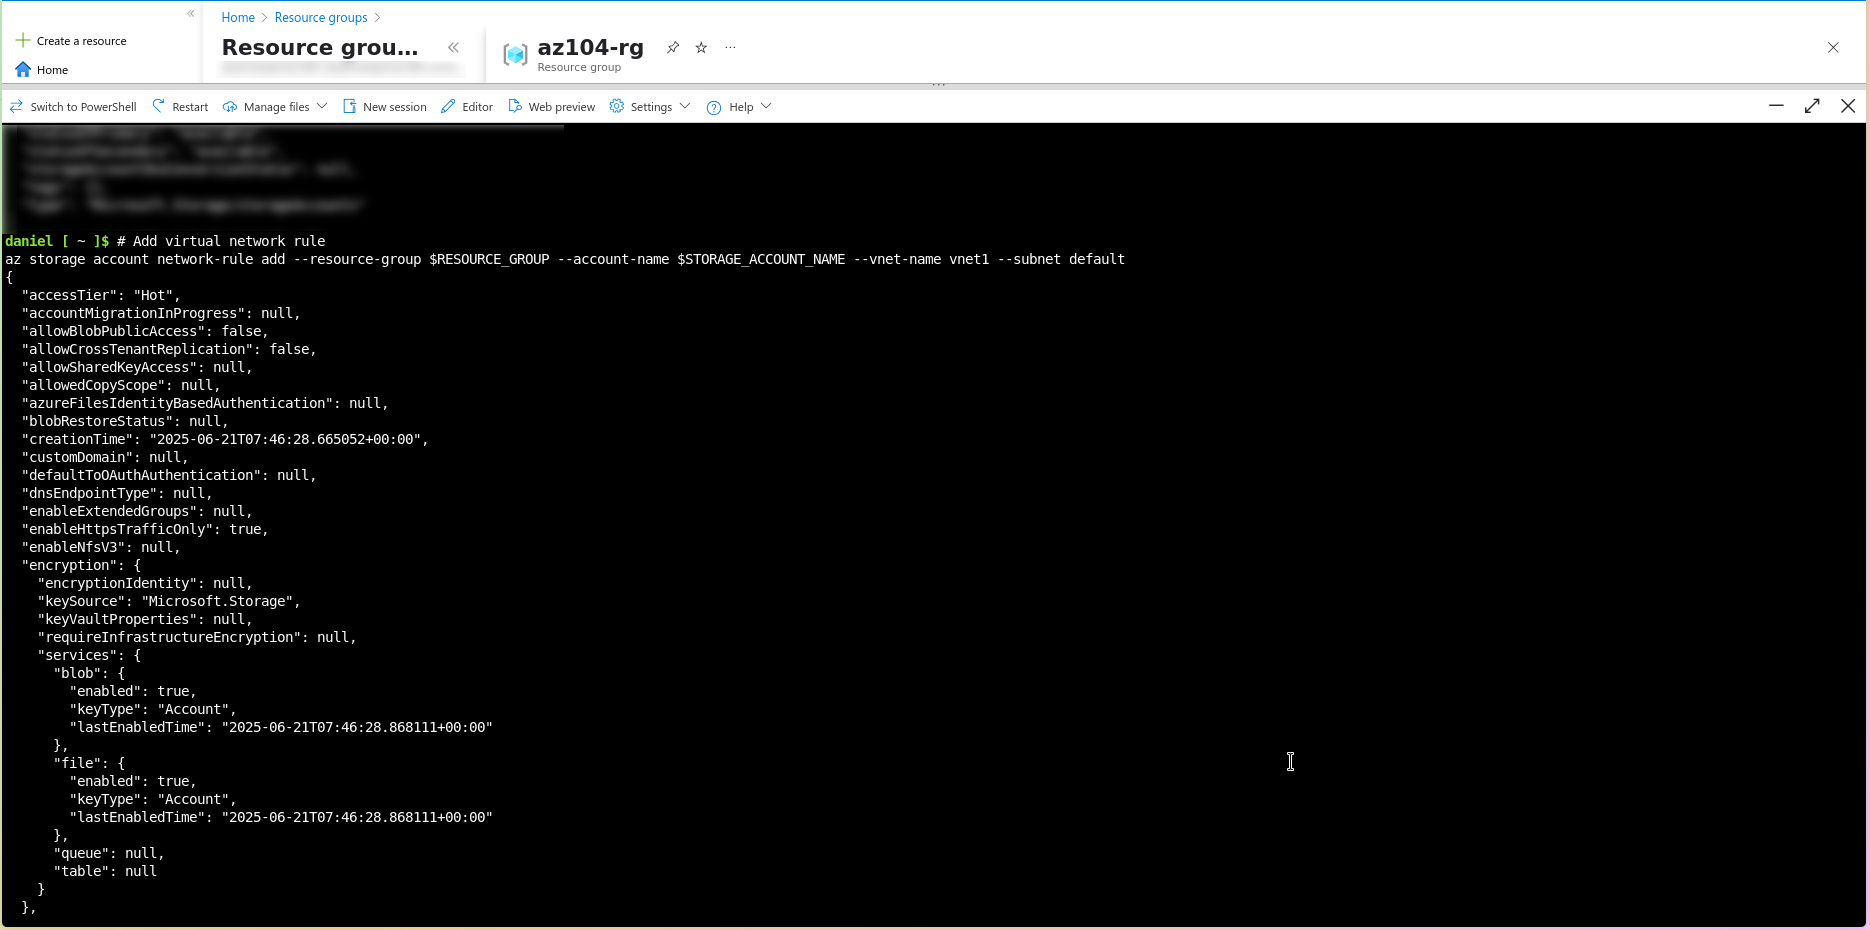 Create a resource
Home
Home > Resource groups >
Resource grou...
az104-rg
Resource group
Switch to PowerShell Restart Manage files New session Editor Web preview Settings Help
daniel [ ~ ]$ # Add virtual network rule
az storage account network-rule add --resource-group $RESOURCE_GROUP --account-name $STORAGE_ACCOUNT_NAME --vnet-name vnet1 --subnet default
{
"accessTier": "Hot",
"accountMigrationInProgress": null,
"allowBlobPublicAccess": false,
"allowCrossTenantReplication": false,
"allowSharedKeyAccess": null,
"allowedCopyScope": null,
"azureFilesIdentityBasedAuthentication": null,
"blobRestoreStatus": null,
"creationTime": "2025-06-21T07:46:28.665052+00:00",
"customDomain": null,
"defaultToOAuthAuthentication": null,
"dnsEndpointType": null,
"enableExtendedGroups": null,
"enableHttpsTrafficOnly": true,
"enableNfsV3": null,
"encryption": {
"encryptionIdentity": null,
"keySource": "Microsoft.Storage",
"keyVaultProperties": null,
"requireInfrastructureEncryption": null,
"services": {
"blob": {
"enabled": true,
"keyType": "Account",
"lastEnabledTime": "2025-06-21T07:46:28.868111+00:00"
},
"file": {
"enabled": true,
"keyType": "Account",
"lastEnabledTime": "2025-06-21T07:46:28.868111+00:00"
},
"queue": null,
"table": null
}
},